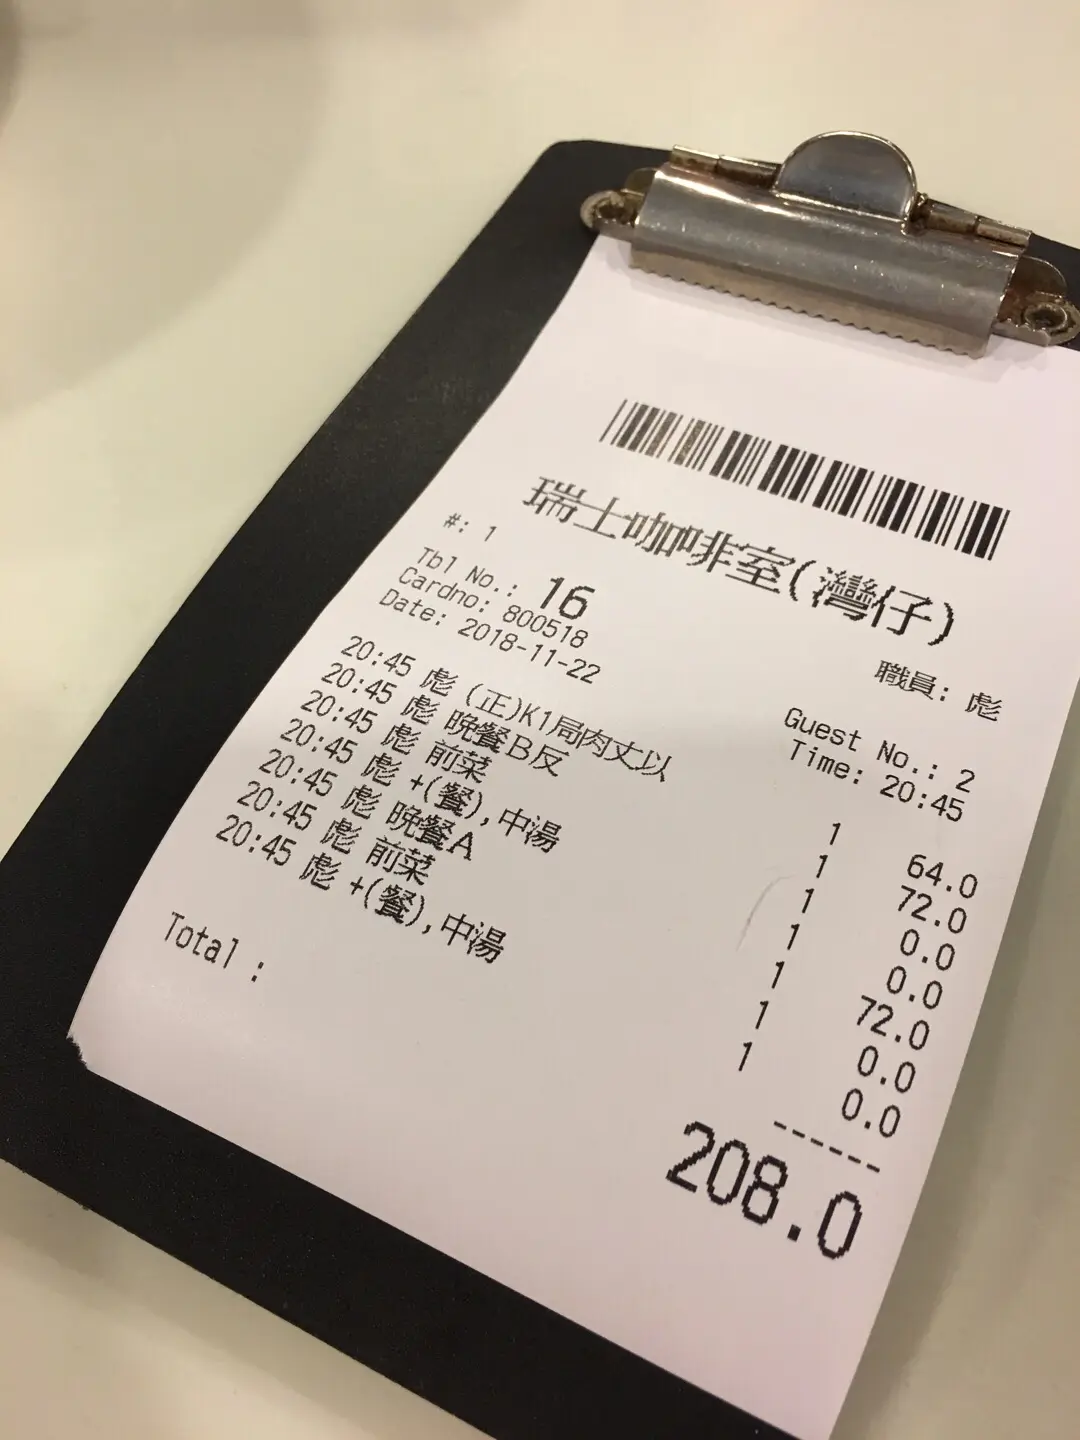 瑞士咖啡室(灣仔)
#: 1
職員: 彪
Tbl No.: 16
Guest No.: 2
Cardno: 800518
Time: 20:45
Date: 2018-11-22
20:45 彪 (正)K1局肉丈以 1 64.0
20:45 彪 晚餐B反 1 72.0
20:45 彪 前菜 1 0.0
20:45 彪 +(餐),中湯 1 0.0
20:45 彪 晚餐A 1 72.0
20:45 彪 前菜 1 0.0
20:45 彪 +(餐),中湯 1 0.0
------
Total : 208.0